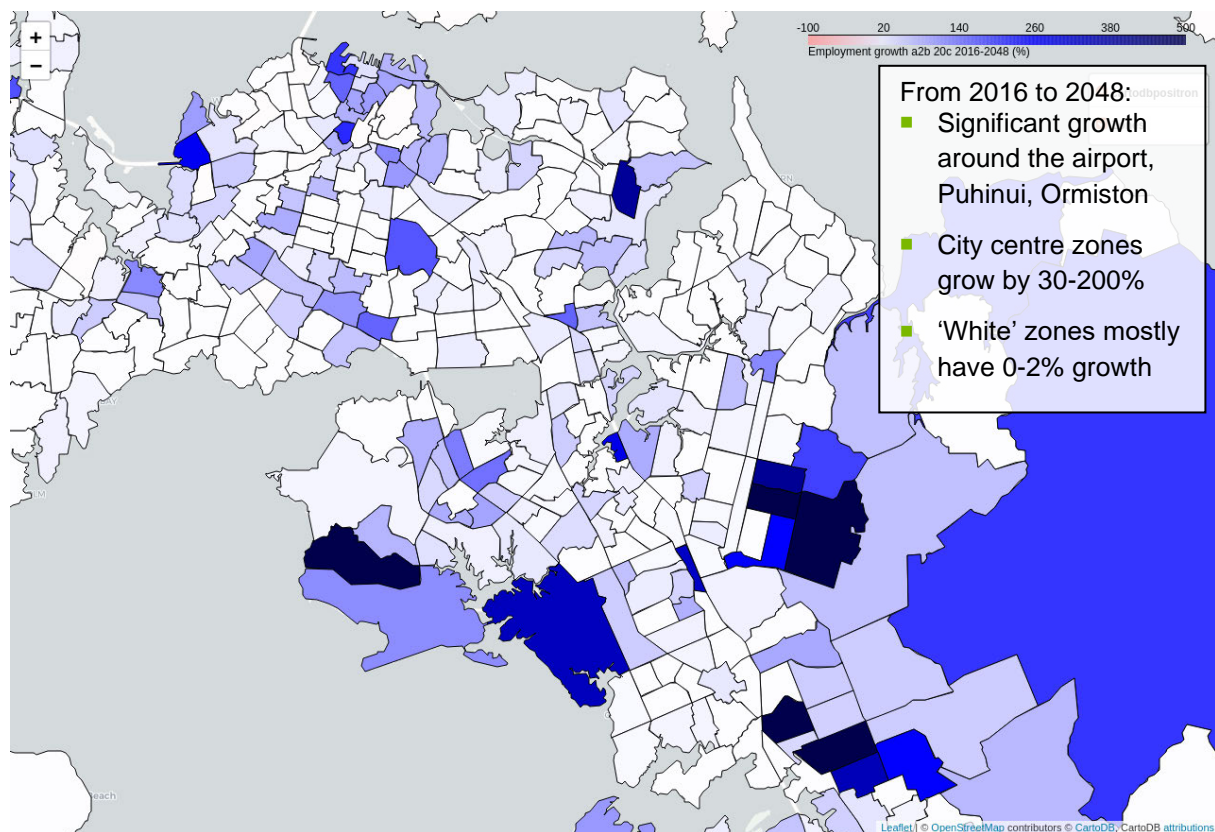 +
−
-100 20 140 260 380 500
Employment growth a2b 20c 2016-2048 (%)
From 2016 to 2048:
Significant growth
around the airport,
Puhinui, Ormiston
City centre zones
grow by 30-200%
‘White’ zones mostly
have 0-2% growth
Leaflet | © OpenStreetMap contributors © CartoDB, CartoDB attributions